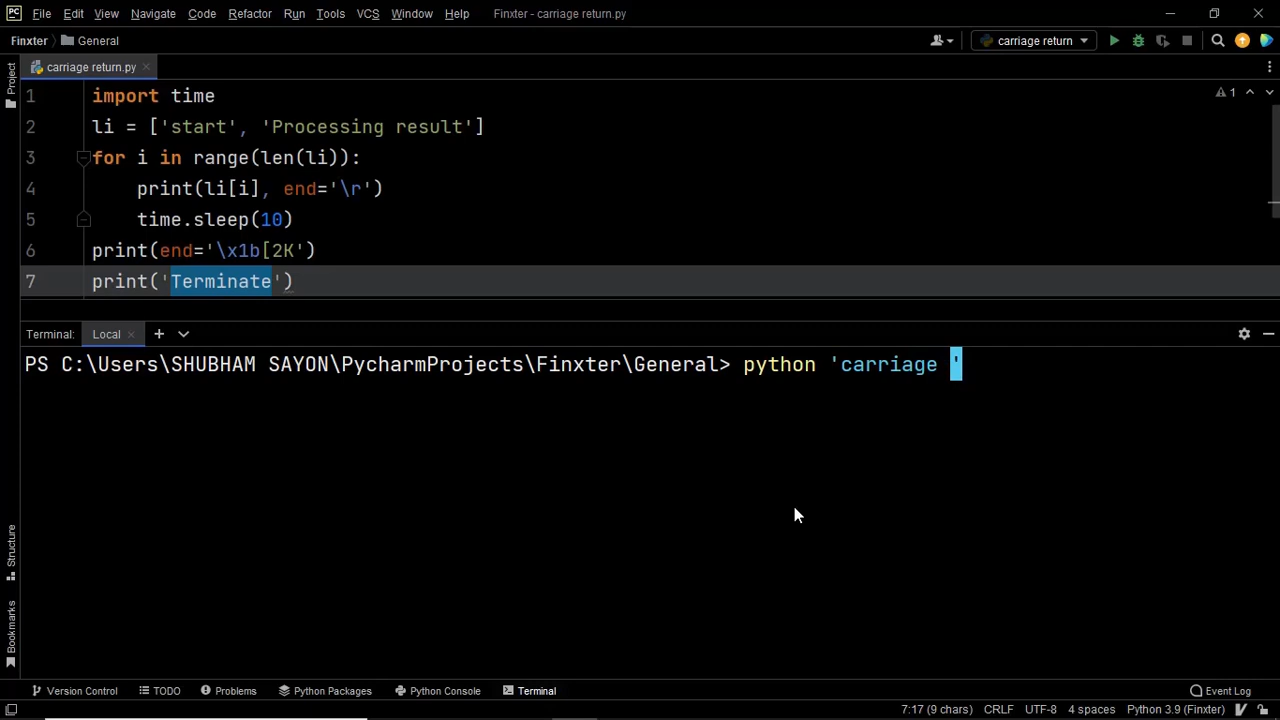 PC File Edit View Navigate Code Refactor Run Tools VCS Window Help Finxter - carriage return.py
Finxter General carriage return
carriage return.py
Project
1 import time
1
2 li = ['start', 'Processing result']
3 for i in range(len(li)):
4 print(li[i], end='\r')
5 time.sleep(10)
6 print(end='\x1b[2K')
7 print('Terminate')
Terminal: Local
PS C:\Users\SHUBHAM SAYON\PycharmProjects\Finxter\General> python 'carriage '
Structure
Bookmarks
Version Control TODO Problems Python Packages Python Console Terminal Event Log
7:17 (9 chars) CRLF UTF-8 4 spaces Python 3.9 (Finxter)